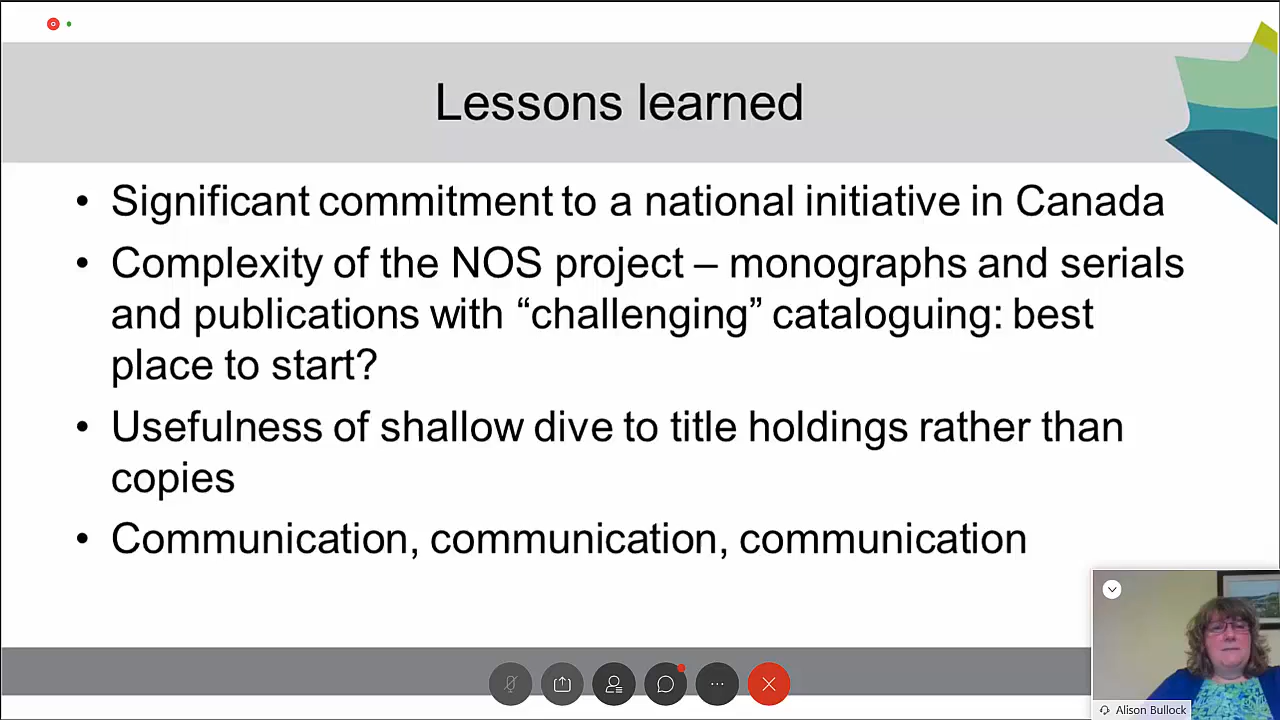 Lessons learned
• Significant commitment to a national initiative in Canada
• Complexity of the NOS project – monographs and serials
and publications with “challenging” cataloguing: best
place to start?
• Usefulness of shallow dive to title holdings rather than
copies
• Communication, communication, communication
Alison Bullock